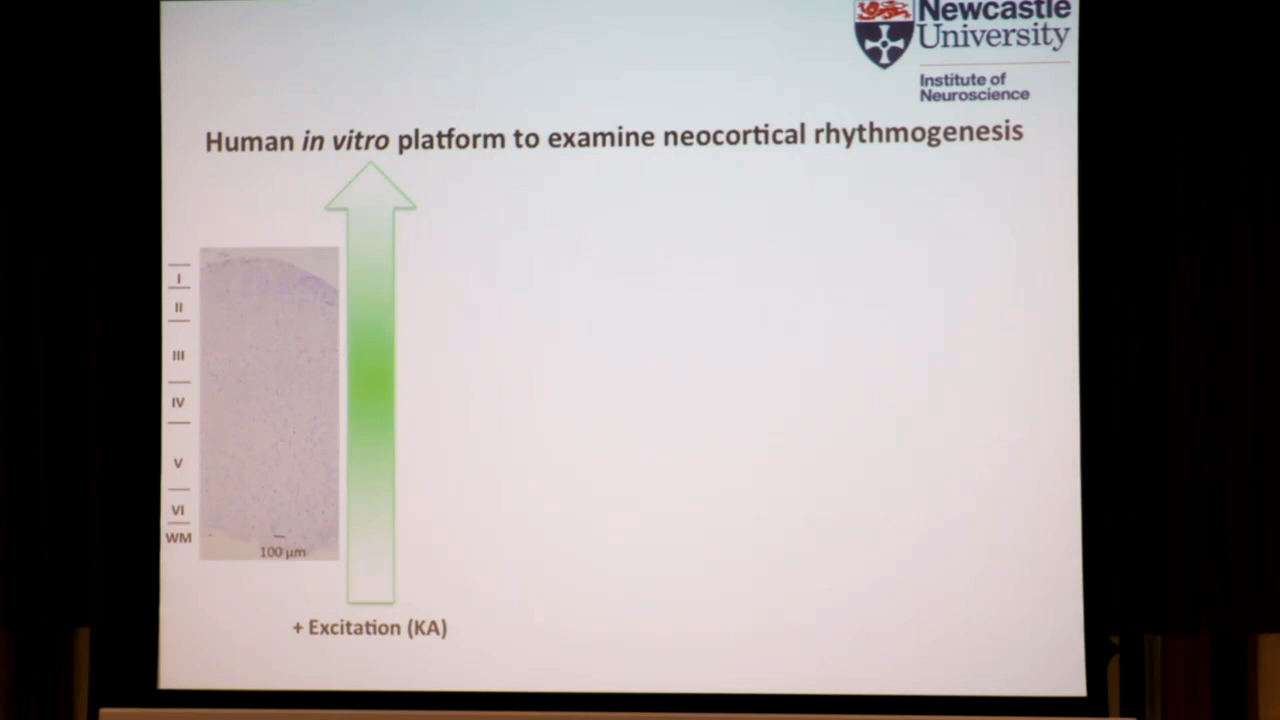 Newcastle
University
Institute of
Neuroscience
Human in vitro platform to examine neocortical rhythmogenesis
I
II
III
IV
V
VI
WM
100 µm
+ Excitation (KA)